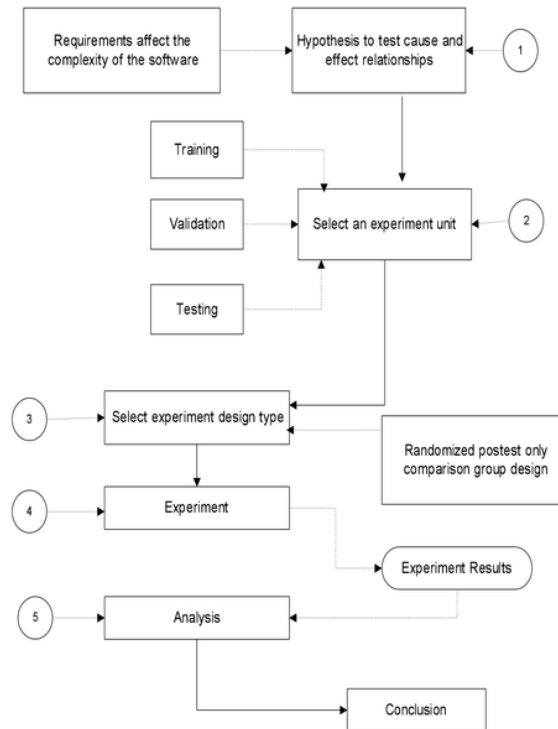 Requirements affect the
complexity of the software
Hypothesis to test cause and
effect relationships
1
Training
Validation
Select an experiment unit
2
Testing
3
Select experiment design type
Randomized postest only
comparison group design
4
Experiment
Experiment Results
5
Analysis
Conclusion